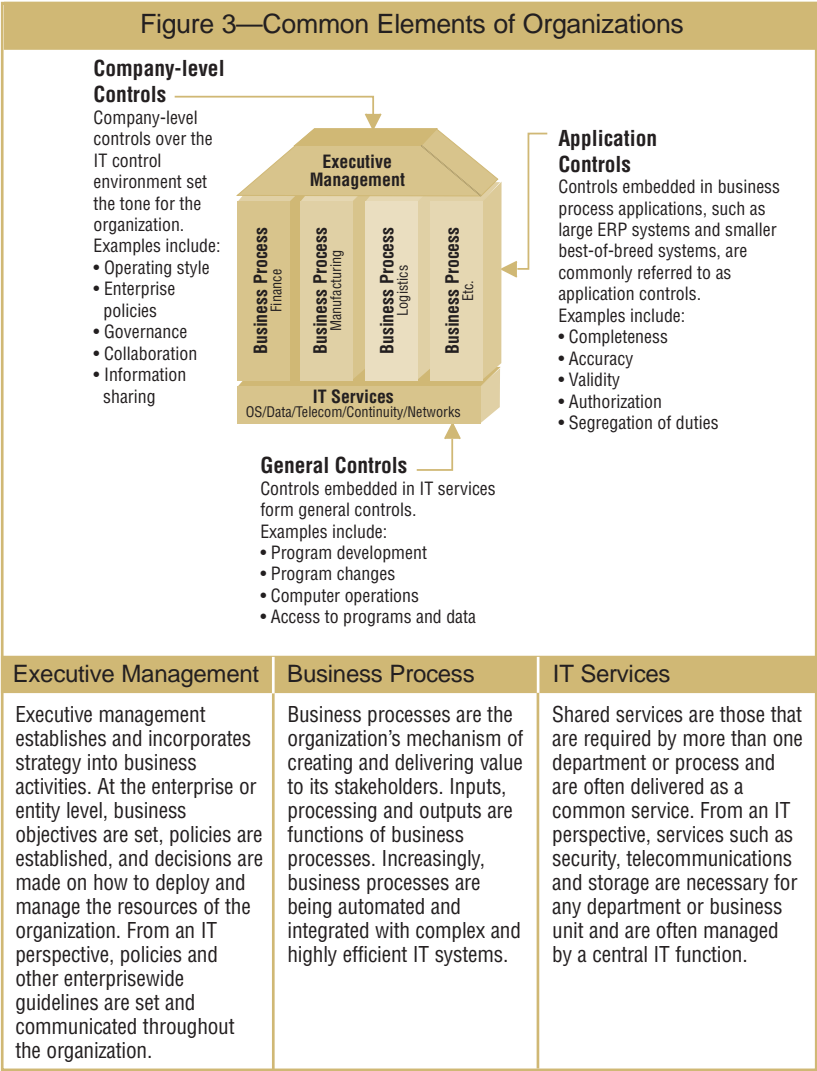 Figure 3—Common Elements of Organizations
Company-level
Controls
Company-level
controls over the
IT control
environment set
the tone for the
organization.
Examples include:
• Operating style
• Enterprise
policies
• Governance
• Collaboration
• Information
sharing
Executive
Management
Business Process
Finance
Business Process
Manufacturing
Business Process
Logistics
Business Process
Etc.
IT Services
OS/Data/Telecom/Continuity/Networks
Application
Controls
Controls embedded in business
process applications, such as
large ERP systems and smaller
best-of-breed systems, are
commonly referred to as
application controls.
Examples include:
• Completeness
• Accuracy
• Validity
• Authorization
• Segregation of duties
General Controls
Controls embedded in IT services
form general controls.
Examples include:
• Program development
• Program changes
• Computer operations
• Access to programs and data
Executive Management
Executive management
establishes and incorporates
strategy into business
activities. At the enterprise or
entity level, business
objectives are set, policies are
established, and decisions are
made on how to deploy and
manage the resources of the
organization. From an IT
perspective, policies and
other enterprisewide
guidelines are set and
communicated throughout
the organization.
Business Process
Business processes are the
organization’s mechanism of
creating and delivering value
to its stakeholders. Inputs,
processing and outputs are
functions of business
processes. Increasingly,
business processes are
being automated and
integrated with complex and
highly efficient IT systems.
IT Services
Shared services are those that
are required by more than one
department or process and
are often delivered as a
common service. From an IT
perspective, services such as
security, telecommunications
and storage are necessary for
any department or business
unit and are often managed
by a central IT function.